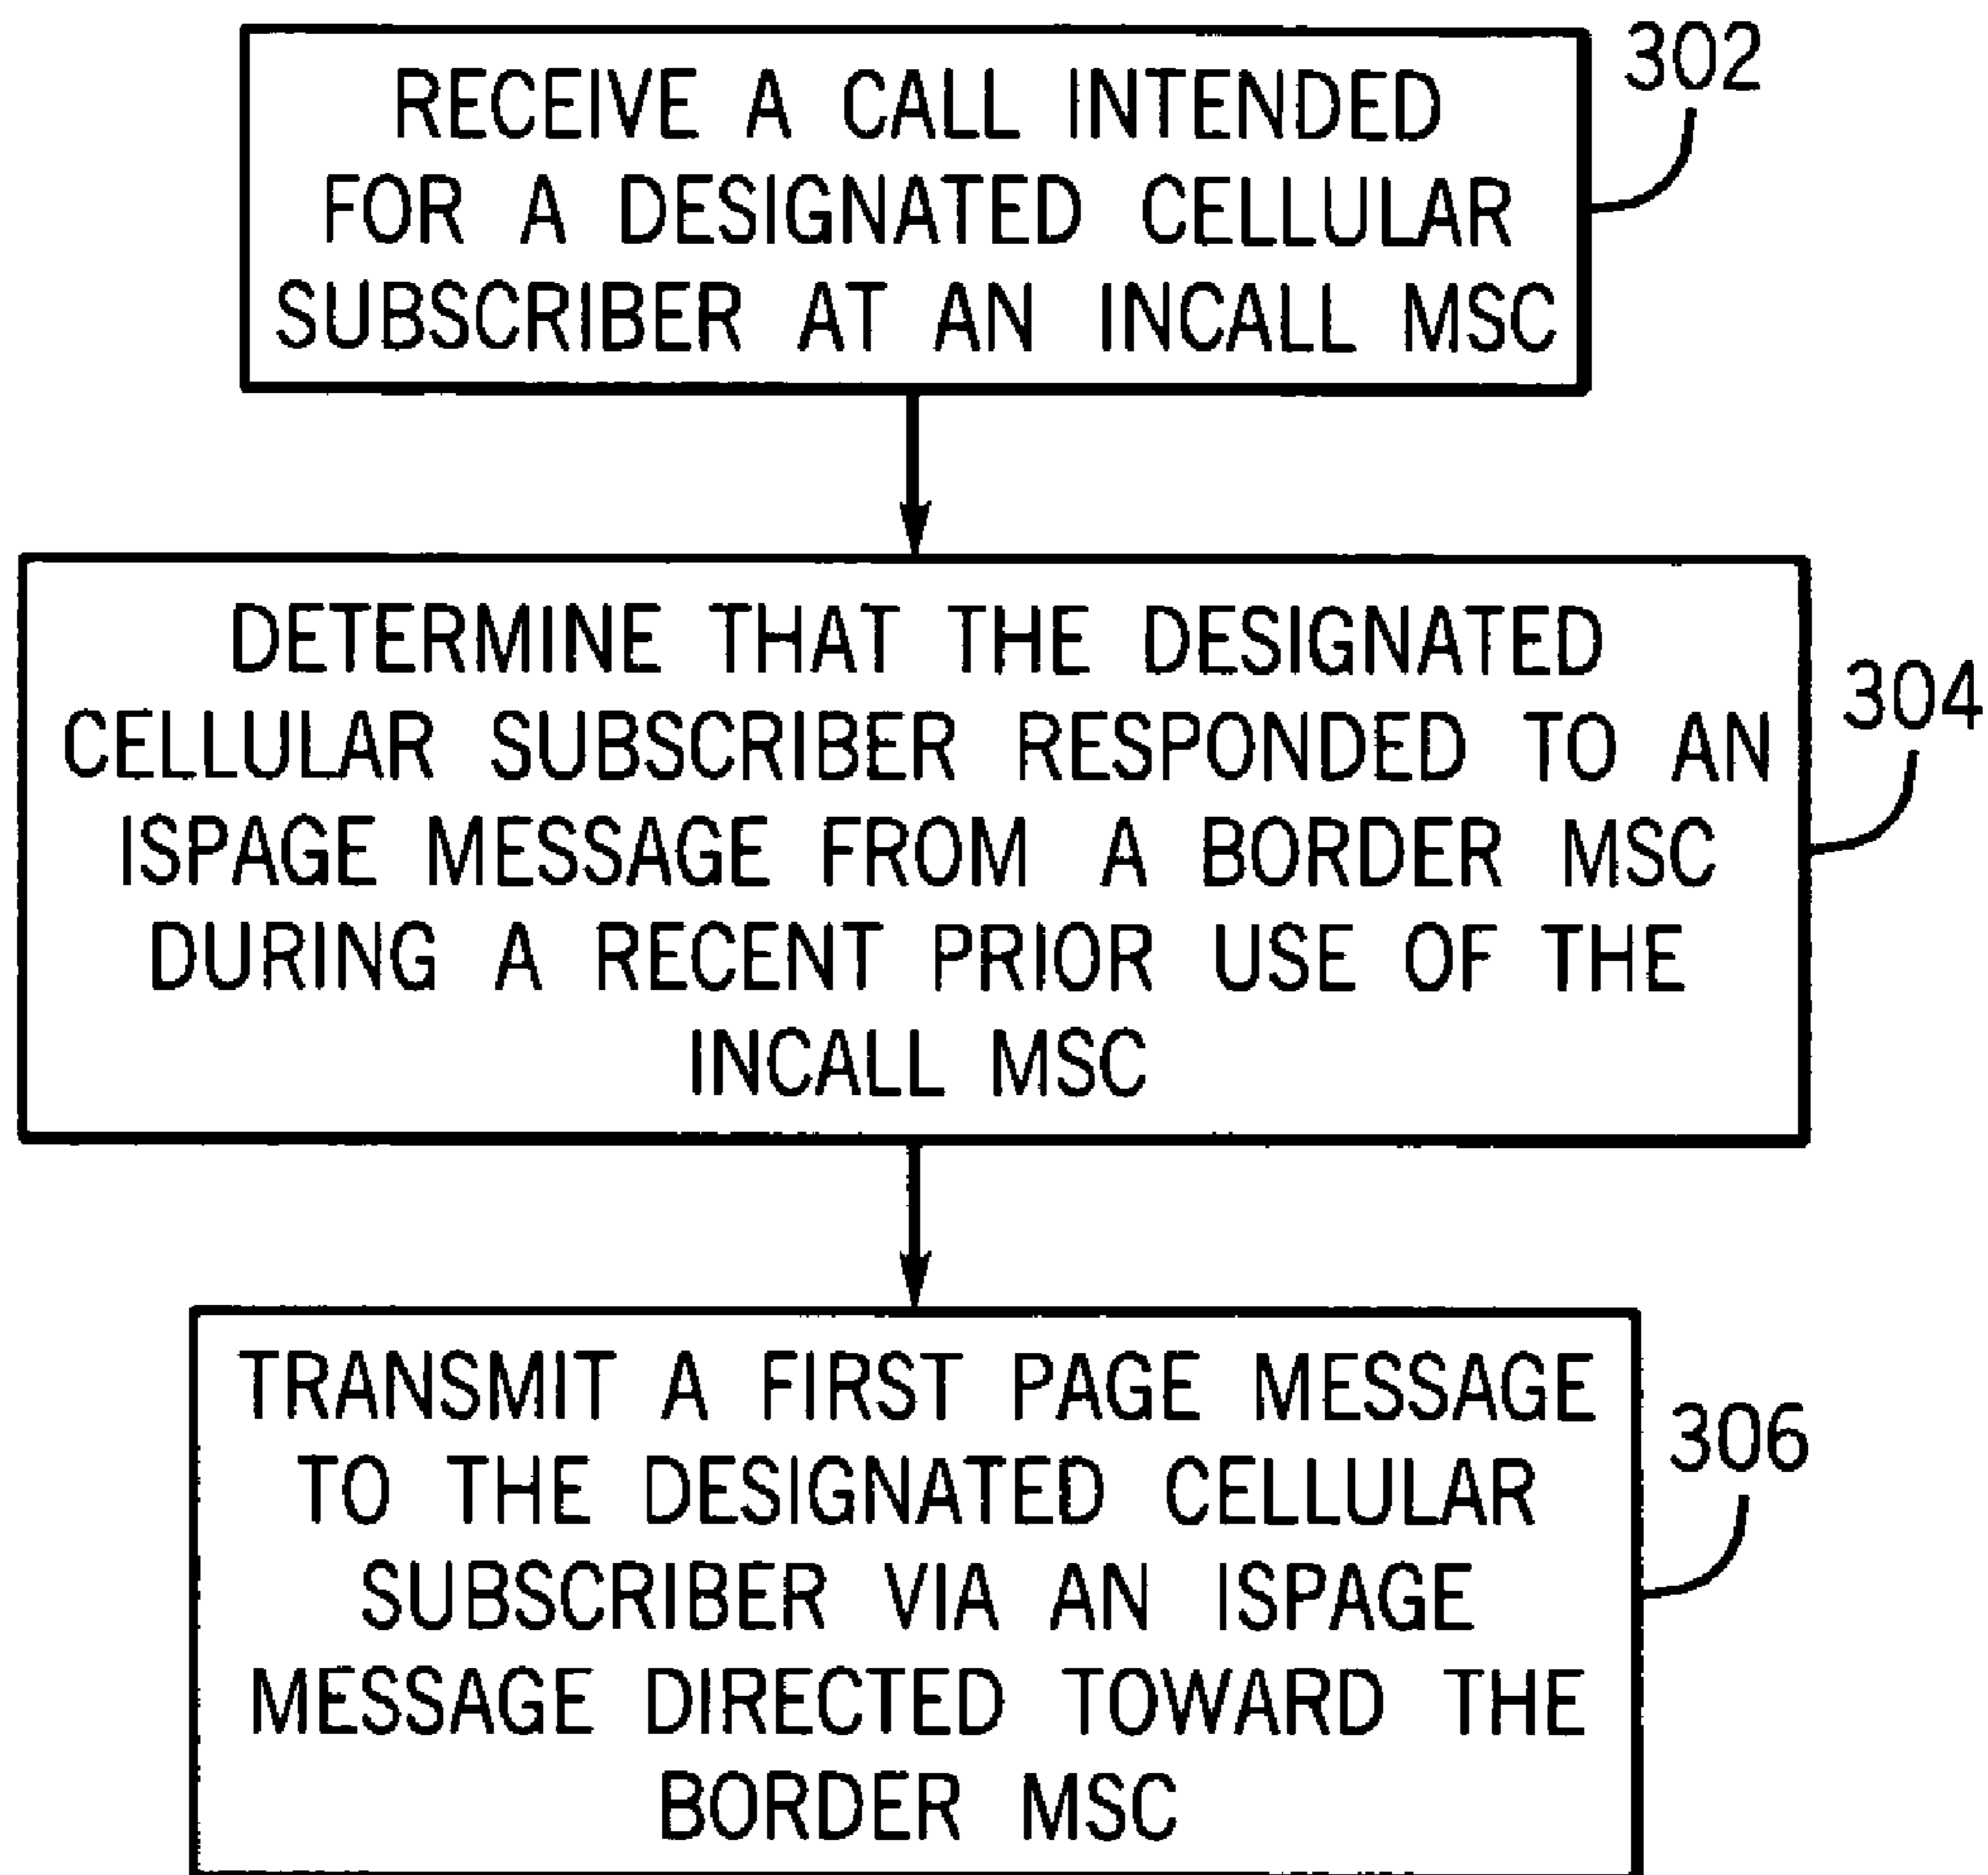 RECEIVE A CALL INTENDED
FOR A DESIGNATED CELLULAR
SUBSCRIBER AT AN INCALL MSC
302
DETERMINE THAT THE DESIGNATED
CELLULAR SUBSCRIBER RESPONDED TO AN
ISPAGE MESSAGE FROM A BORDER MSC
DURING A RECENT PRIOR USE OF THE
INCALL MSC
304
TRANSMIT A FIRST PAGE MESSAGE
TO THE DESIGNATED CELLULAR
SUBSCRIBER VIA AN ISPAGE
MESSAGE DIRECTED TOWARD THE
BORDER MSC
306